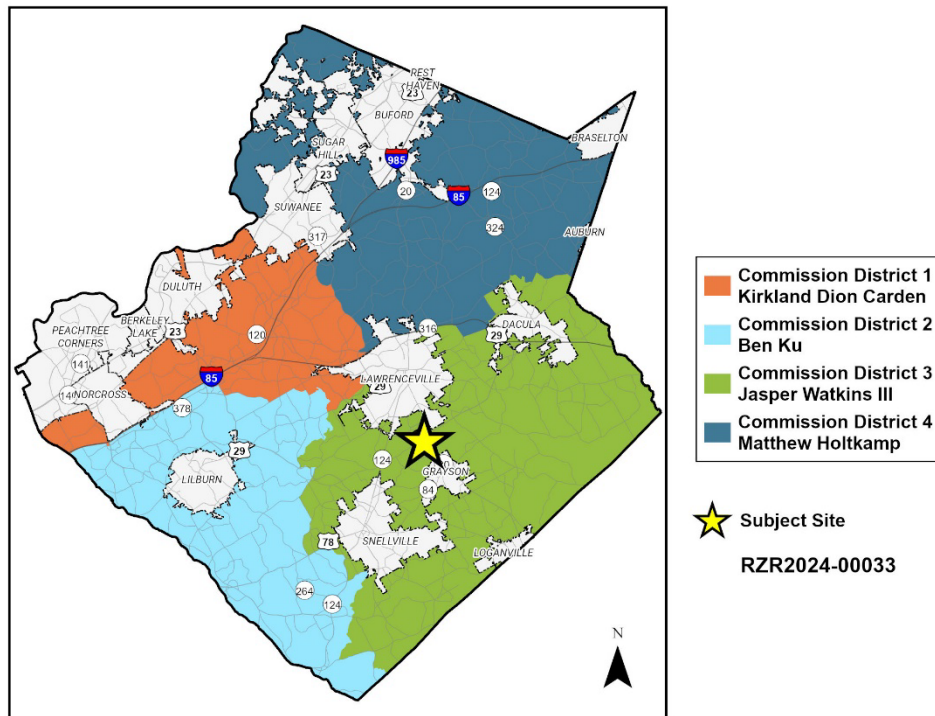 REST
HAVEN
23
BUFORD
BRASELTON
SUGAR
HILL
985
23
20
124
85
SUWANEE
324
317
AUBURN
DULUTH
BERKELEY
LAKE
PEACHTREE
CORNERS
23
120
316
DACULA
29
141
LAWRENCEVILLE
29
85
14
NORCROSS
378
29
124
GRAYSON
LILBURN
84
78
SNELLVILLE
LOGANVILLE
264
124
N
Commission District 1
Kirkland Dion Carden
Commission District 2
Ben Ku
Commission District 3
Jasper Watkins III
Commission District 4
Matthew Holtkamp
Subject Site
RZR2024-00033